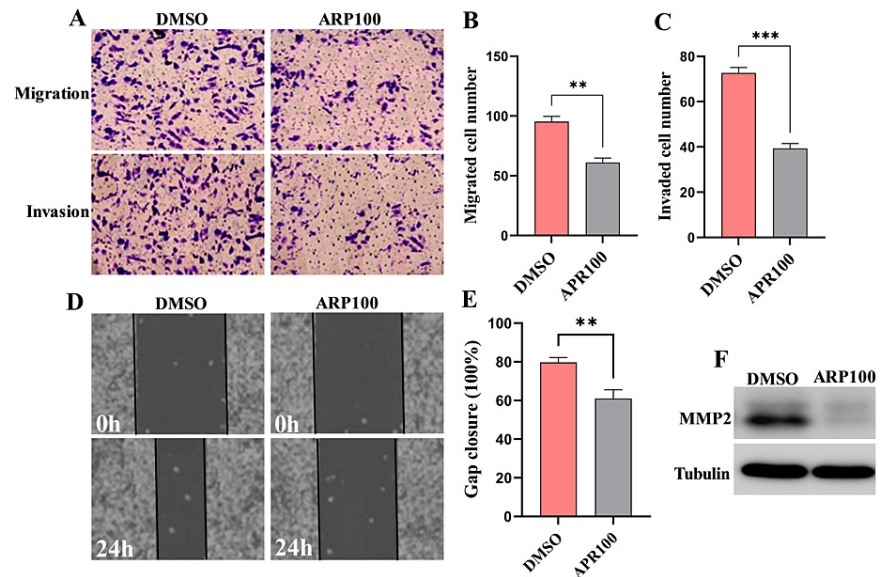 A
DMSO
ARP100
Migration
Invasion
B
Migrated cell number
150
100
50
0
**
DMSO
APR100
C
Invaded cell number
80
60
40
20
0
***
DMSO
APR100
D
DMSO
ARP100
0h
0h
24h
24h
E
Gap closure (100%)
100
80
60
40
20
0
**
DMSO
APR100
F
DMSO
ARP100
MMP2
Tubulin